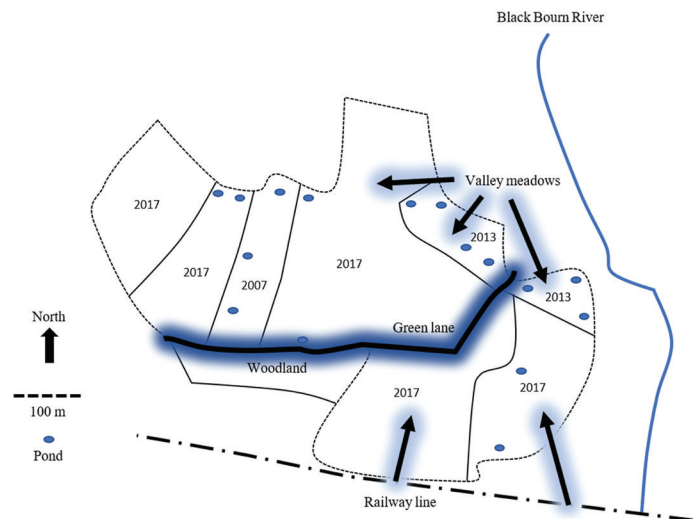 Black Bourn River
Valley meadows
2017
2013
2017
2007
2017
2013
North
Green lane
Woodland
2017
2017
100 m
Pond
Railway line